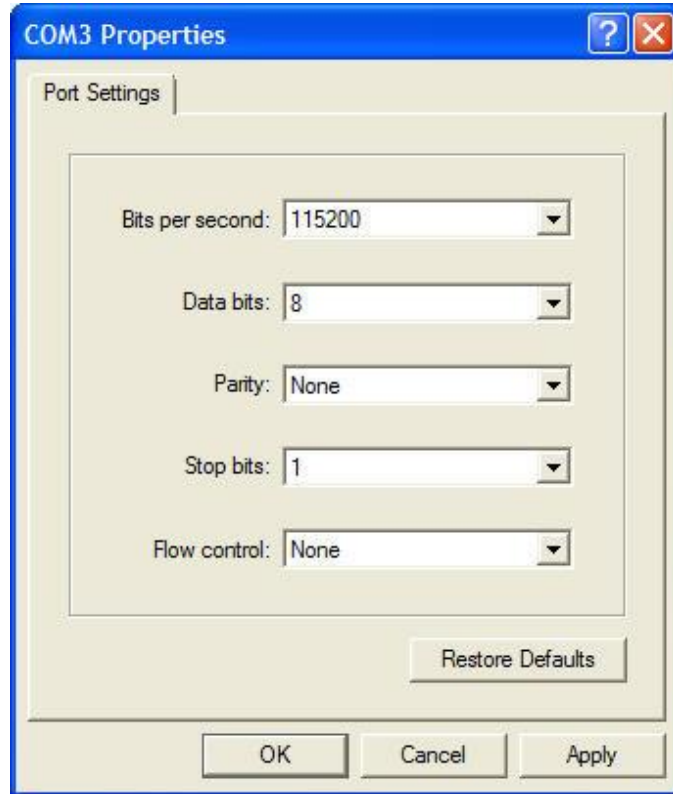 COM3 Properties
Port Settings
Bits per second: 115200
Data bits: 8
Parity: None
Stop bits: 1
Flow control: None
Restore Defaults
OK Cancel Apply